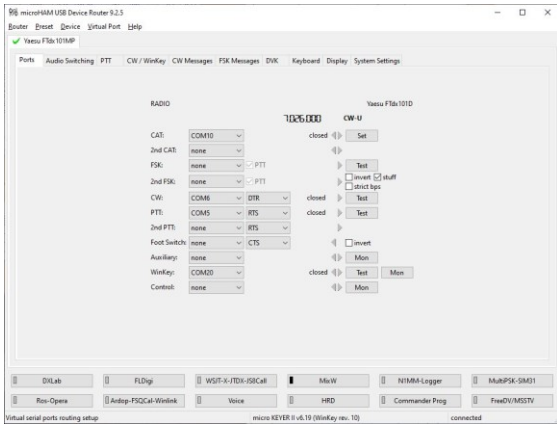 microHAM USB Device Router 9.2.5
Router Preset Device Virtual Port Help
Yaesu FTdx101MP
Ports Audio Switching PTT CW / WinKey CW Messages FSK Messages DVK Keyboard Display System Settings
RADIO Yaesu FTdx101D
7.026.000 CW-U
CAT: COM10 closed Set
2nd CAT: none
FSK: none PTT Test
2nd FSK: none PTT invert stuff
strict bps
CW: COM6 DTR closed Test
PTT: COM5 RTS closed Test
2nd PTT: none RTS
Foot Switch: none CTS invert
Auxiliary: none Mon
WinKey: COM20 closed Test Mon
Control: none Mon
DXLab FLDigi WSJT-X-JTDX-JS8Call MixW N1MM-Logger MultiPSK-SIM31
Ros-Opera Ardop-FSQCal-Winlink Voice HRD Commander Prog FreeDV/MSSTV
Virtual serial ports routing setup micro KEYER II v6.19 (WinKey rev. 10) connected